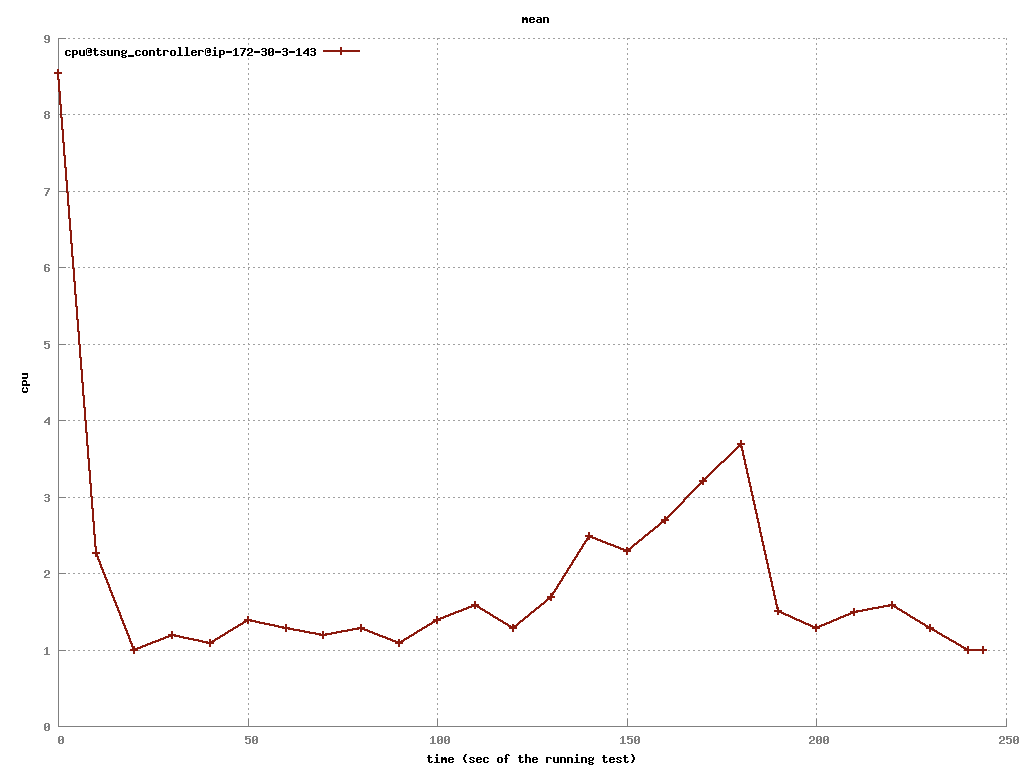 mean
cpu@tsung_controller@ip-172-30-3-143
9
8
7
6
5
4
3
2
1
0
cpu
0 50 100 150 200 250
time (sec of the running test)